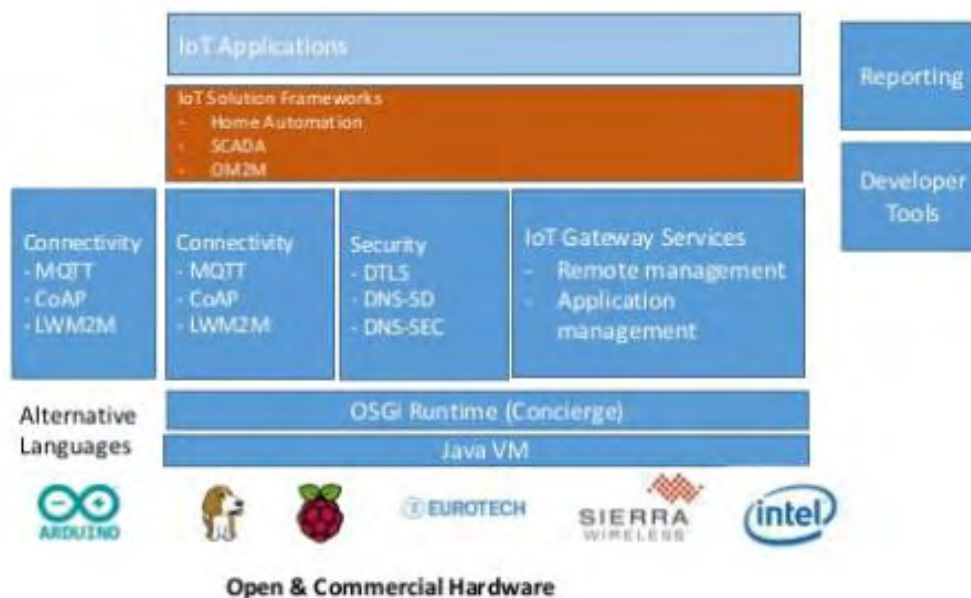 IoT Applications
IoT Solution Frameworks
- Home Automation
- SCADA
- OM2M
Reporting
Developer
Tools
Connectivity
- MQTT
- CoAP
- LWM2M
Connectivity
- MQTT
- CoAP
- LWM2M
Security
- DTLS
- DNS-SD
- DNS-SEC
IoT Gateway Services
- Remote management
- Application
management
Alternative
Languages
OSGi Runtime (Concierge)
Java VM
ARDUINO
EUROTECH
SIERRA
WIRELESS
intel
Open & Commercial Hardware